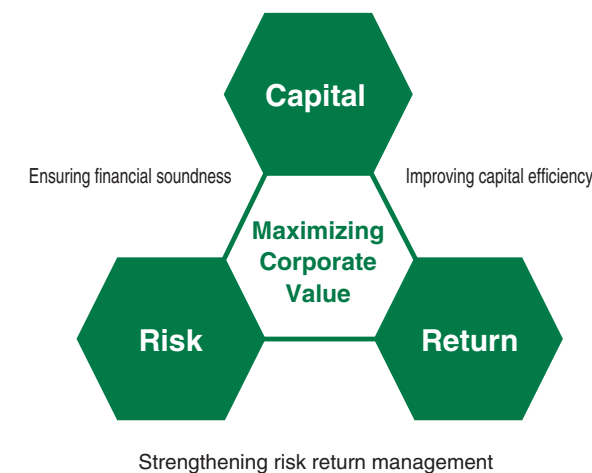 Capital
Ensuring financial soundness
Improving capital efficiency
Maximizing
Corporate
Value
Risk
Return
Strengthening risk return management